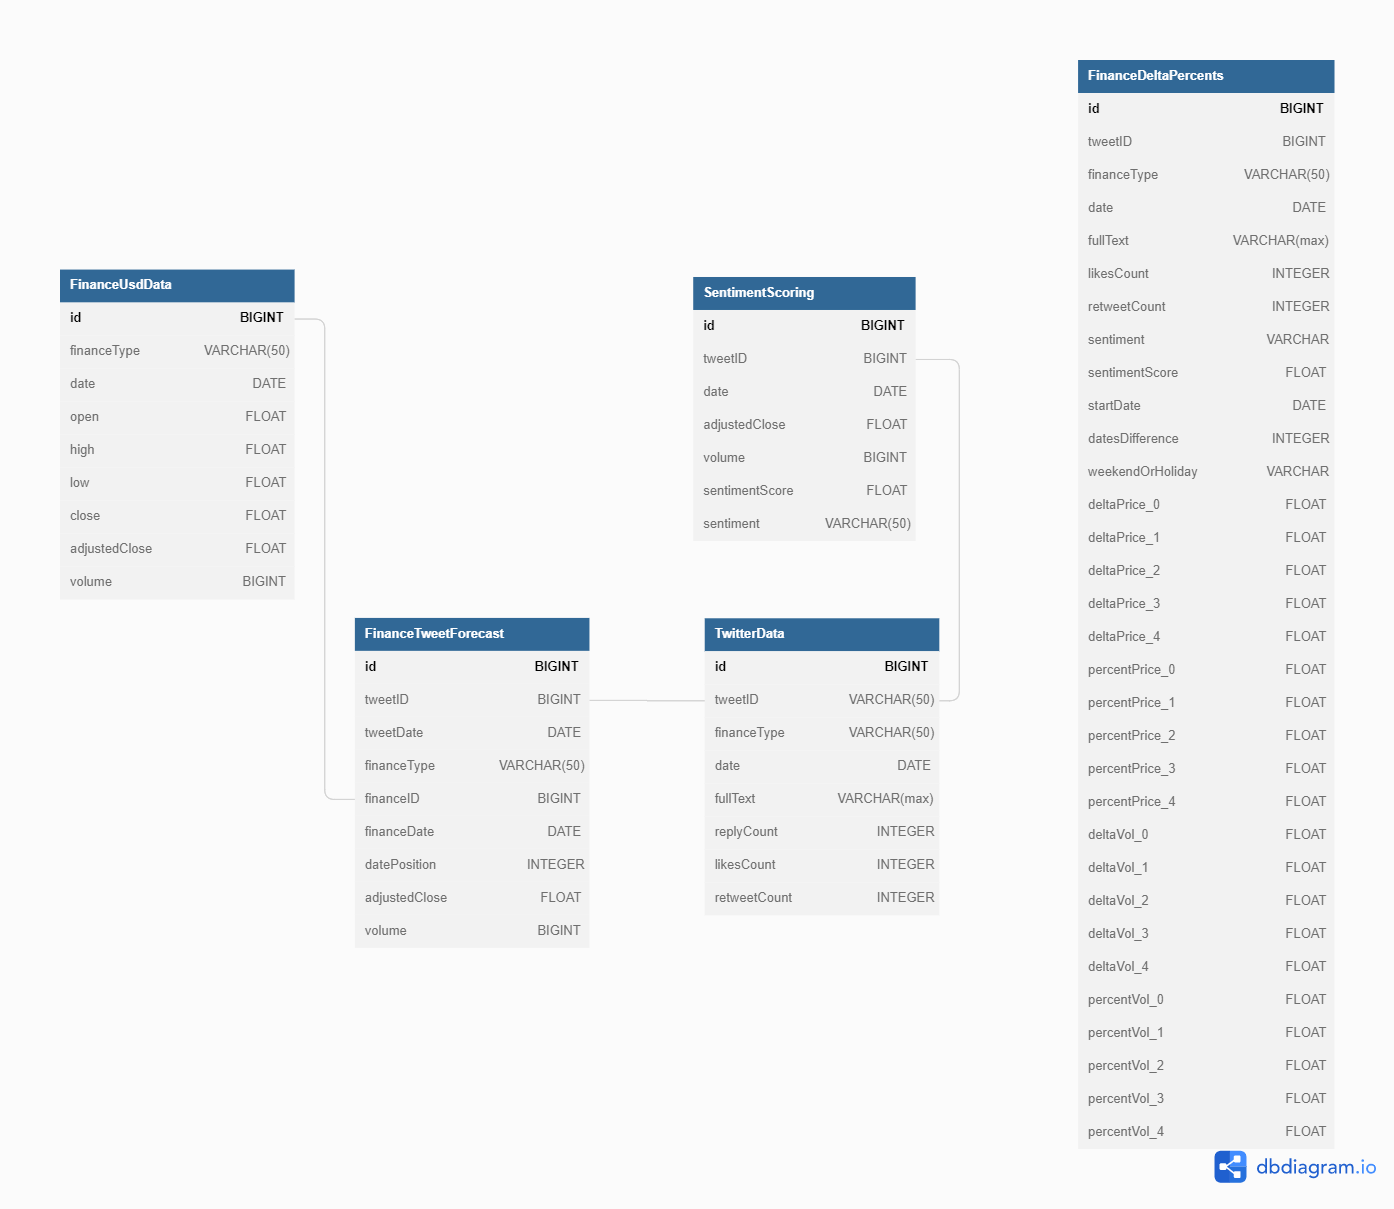 FinanceDeltaPercents
id BIGINT
tweetID BIGINT
financeType VARCHAR(50)
date DATE
fullText VARCHAR(max)
likesCount INTEGER
retweetCount INTEGER
sentiment VARCHAR
sentimentScore FLOAT
startDate DATE
datesDifference INTEGER
weekendOrHoliday VARCHAR
deltaPrice_0 FLOAT
deltaPrice_1 FLOAT
deltaPrice_2 FLOAT
deltaPrice_3 FLOAT
deltaPrice_4 FLOAT
percentPrice_0 FLOAT
percentPrice_1 FLOAT
percentPrice_2 FLOAT
percentPrice_3 FLOAT
percentPrice_4 FLOAT
deltaVol_0 FLOAT
deltaVol_1 FLOAT
deltaVol_2 FLOAT
deltaVol_3 FLOAT
deltaVol_4 FLOAT
percentVol_0 FLOAT
percentVol_1 FLOAT
percentVol_2 FLOAT
percentVol_3 FLOAT
percentVol_4 FLOAT
FinanceUsdData
id BIGINT
financeType VARCHAR(50)
date DATE
open FLOAT
high FLOAT
low FLOAT
close FLOAT
adjustedClose FLOAT
volume BIGINT
SentimentScoring
id BIGINT
tweetID BIGINT
date DATE
adjustedClose FLOAT
volume BIGINT
sentimentScore FLOAT
sentiment VARCHAR(50)
FinanceTweetForecast
id BIGINT
tweetID BIGINT
tweetDate DATE
financeType VARCHAR(50)
financeID BIGINT
financeDate DATE
datePosition INTEGER
adjustedClose FLOAT
volume BIGINT
TwitterData
id BIGINT
tweetID VARCHAR(50)
financeType VARCHAR(50)
date DATE
fullText VARCHAR(max)
replyCount INTEGER
likesCount INTEGER
retweetCount INTEGER
dbdiagram.io